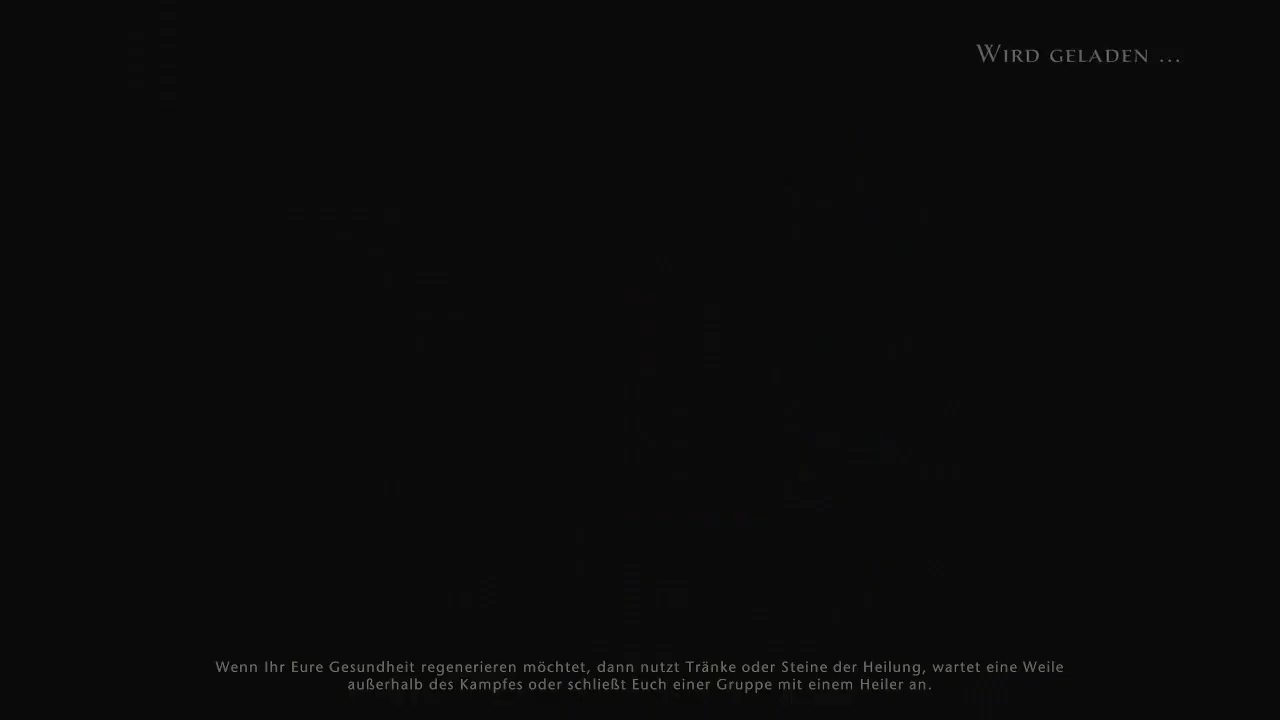 Wird geladen ...
Wenn Ihr Eure Gesundheit regenerieren möchtet, dann nutzt Tränke oder Steine der Heilung, wartet eine Weile
außerhalb des Kampfes oder schließt Euch einer Gruppe mit einem Heiler an.